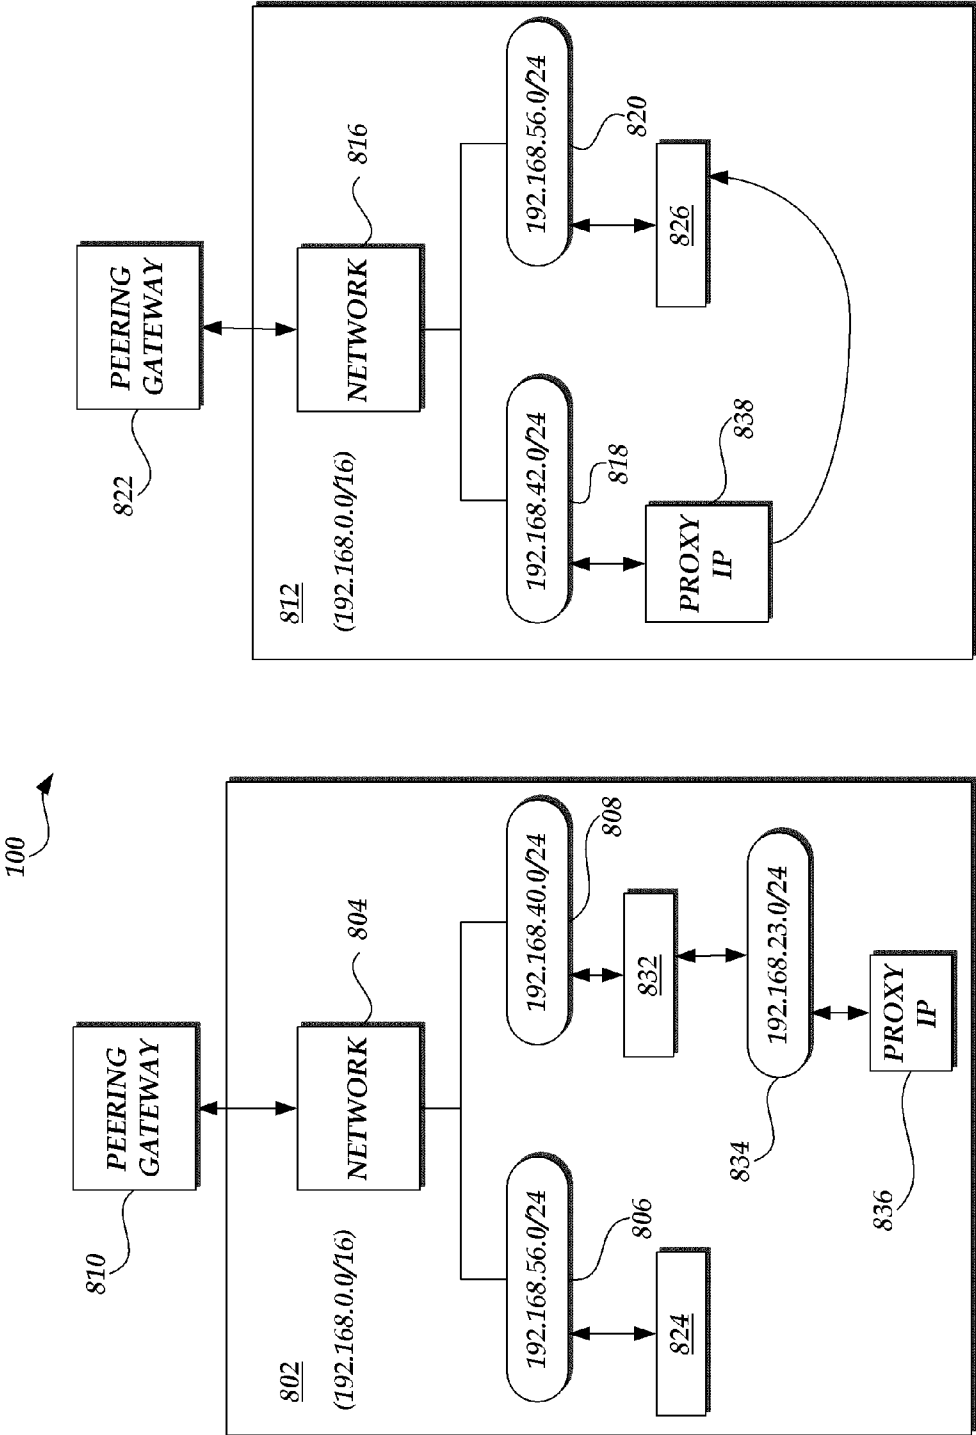 100
810
PEERING
GATEWAY
802
(192.168.0.0/16)
NETWORK
804
192.168.56.0/24
806
192.168.40.0/24
808
824
832
192.168.23.0/24
834
PROXY
IP
836
822
PEERING
GATEWAY
812
(192.168.0.0/16)
NETWORK
816
192.168.42.0/24
818
192.168.56.0/24
820
PROXY
IP
838
826